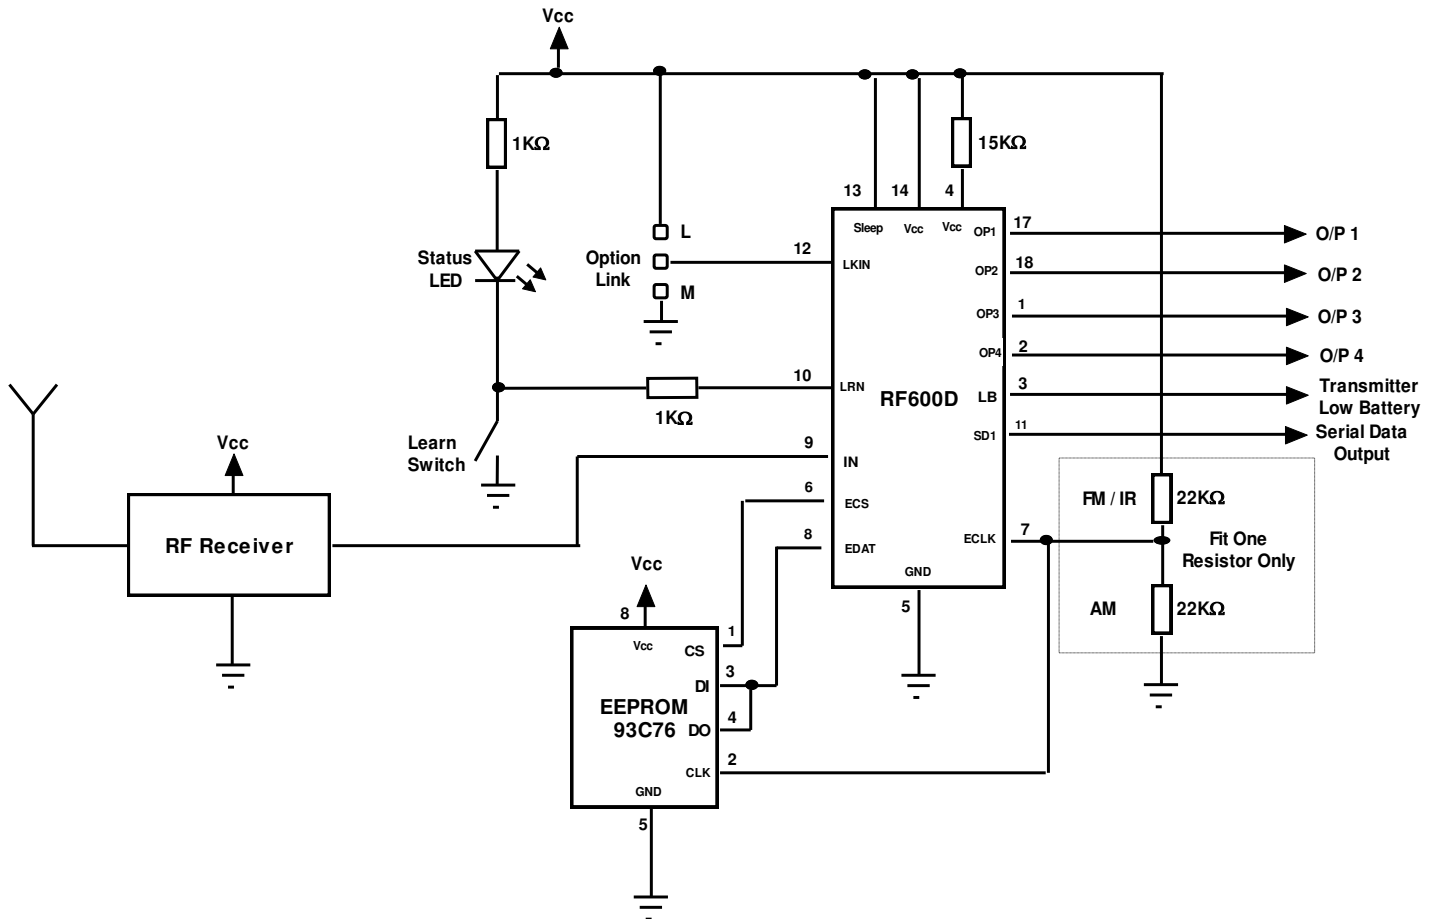 Vcc
1KΩ
15KΩ
13
14
4
Sleep
Vcc
Vcc
OP1
17
O/P 1
L
Option
Link
M
12
LKIN
OP2
18
O/P 2
Status
LED
OP3
1
O/P 3
OP4
2
O/P 4
10
LRN
RF600D
LB
3
Transmitter
Low Battery
1KΩ
SD1
11
Serial Data
Output
Learn
Switch
9
IN
Vcc
RF Receiver
6
ECS
FM / IR
22KΩ
8
EDAT
ECLK
7
Fit One
Resistor Only
GND
5
AM
22KΩ
Vcc
8
Vcc
1
CS
3
DI
EEPROM
93C76
4
DO
2
CLK
GND
5